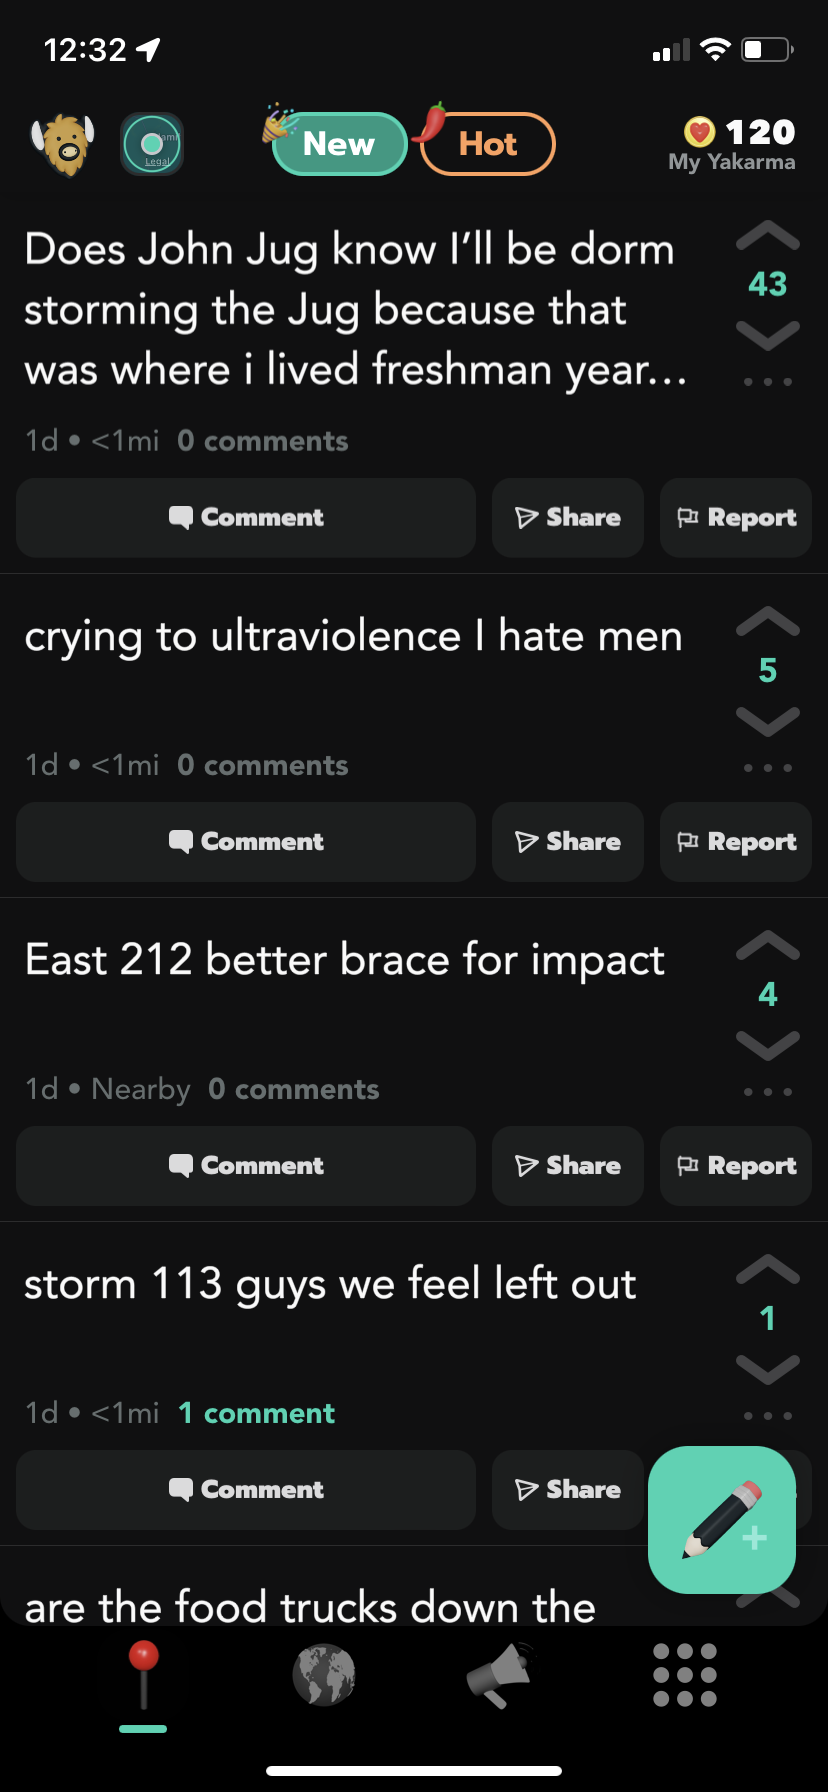 12:32
New
Hot
120
My Yakarma
Legal
Does John Jug know I’ll be dorm
storming the Jug because that
was where i lived freshman year...
43
1d • <1mi 0 comments
Comment
Share
Report
crying to ultraviolence I hate men
5
1d • <1mi 0 comments
Comment
Share
Report
East 212 better brace for impact
4
1d • Nearby 0 comments
Comment
Share
Report
storm 113 guys we feel left out
1
1d • <1mi 1 comment
Comment
Share
are the food trucks down the